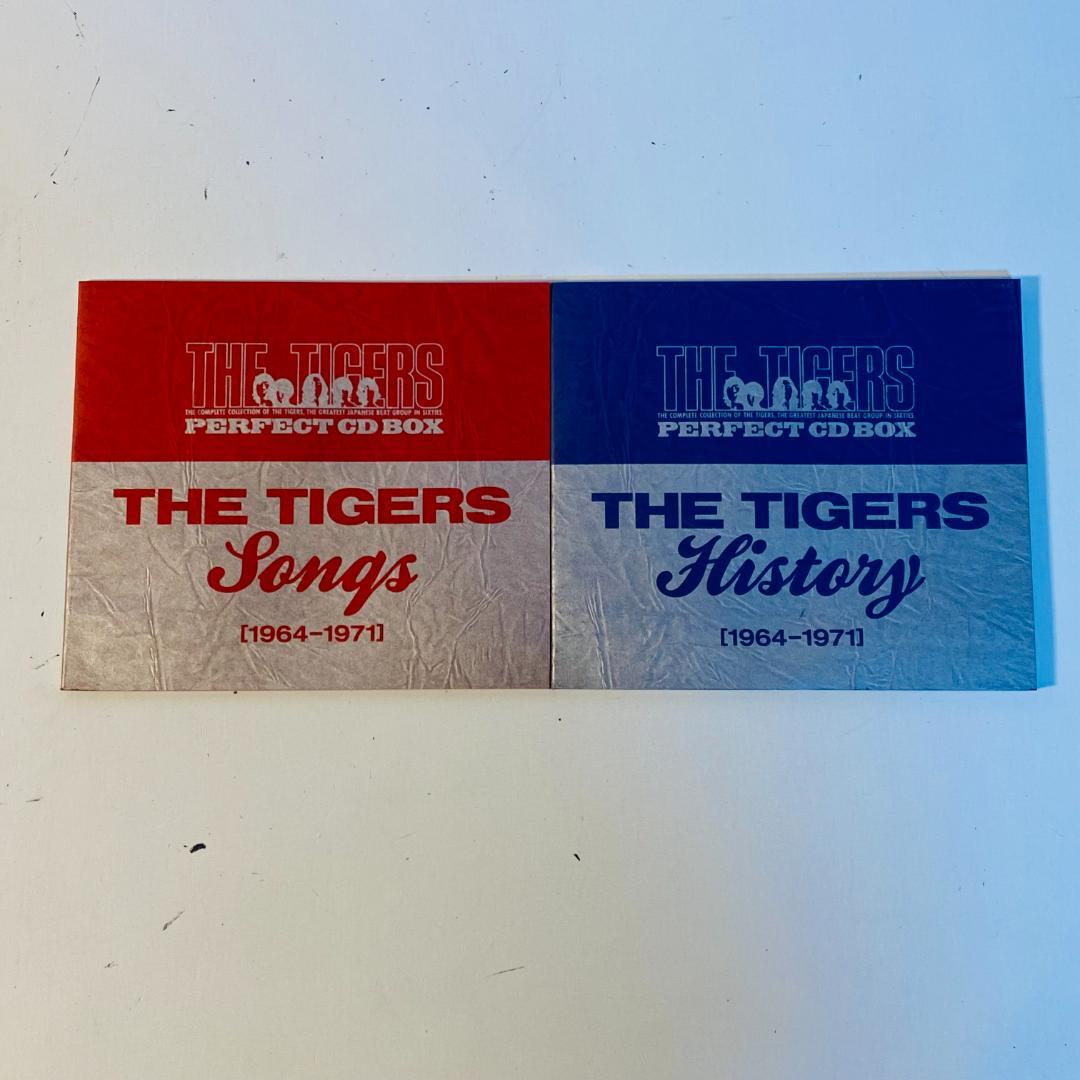 THE TIGERS
THE COMPLETE COLLECTION OF THE TIGERS, THE GREATEST JAPANESE BEAT GROUP IN SIXTIES.
PERFECT CD BOX
THE TIGERS
Songs
[1964–1971]
THE TIGERS
THE COMPLETE COLLECTION OF THE TIGERS, THE GREATEST JAPANESE BEAT GROUP IN SIXTIES.
PERFECT CD BOX
THE TIGERS
History
[1964–1971]